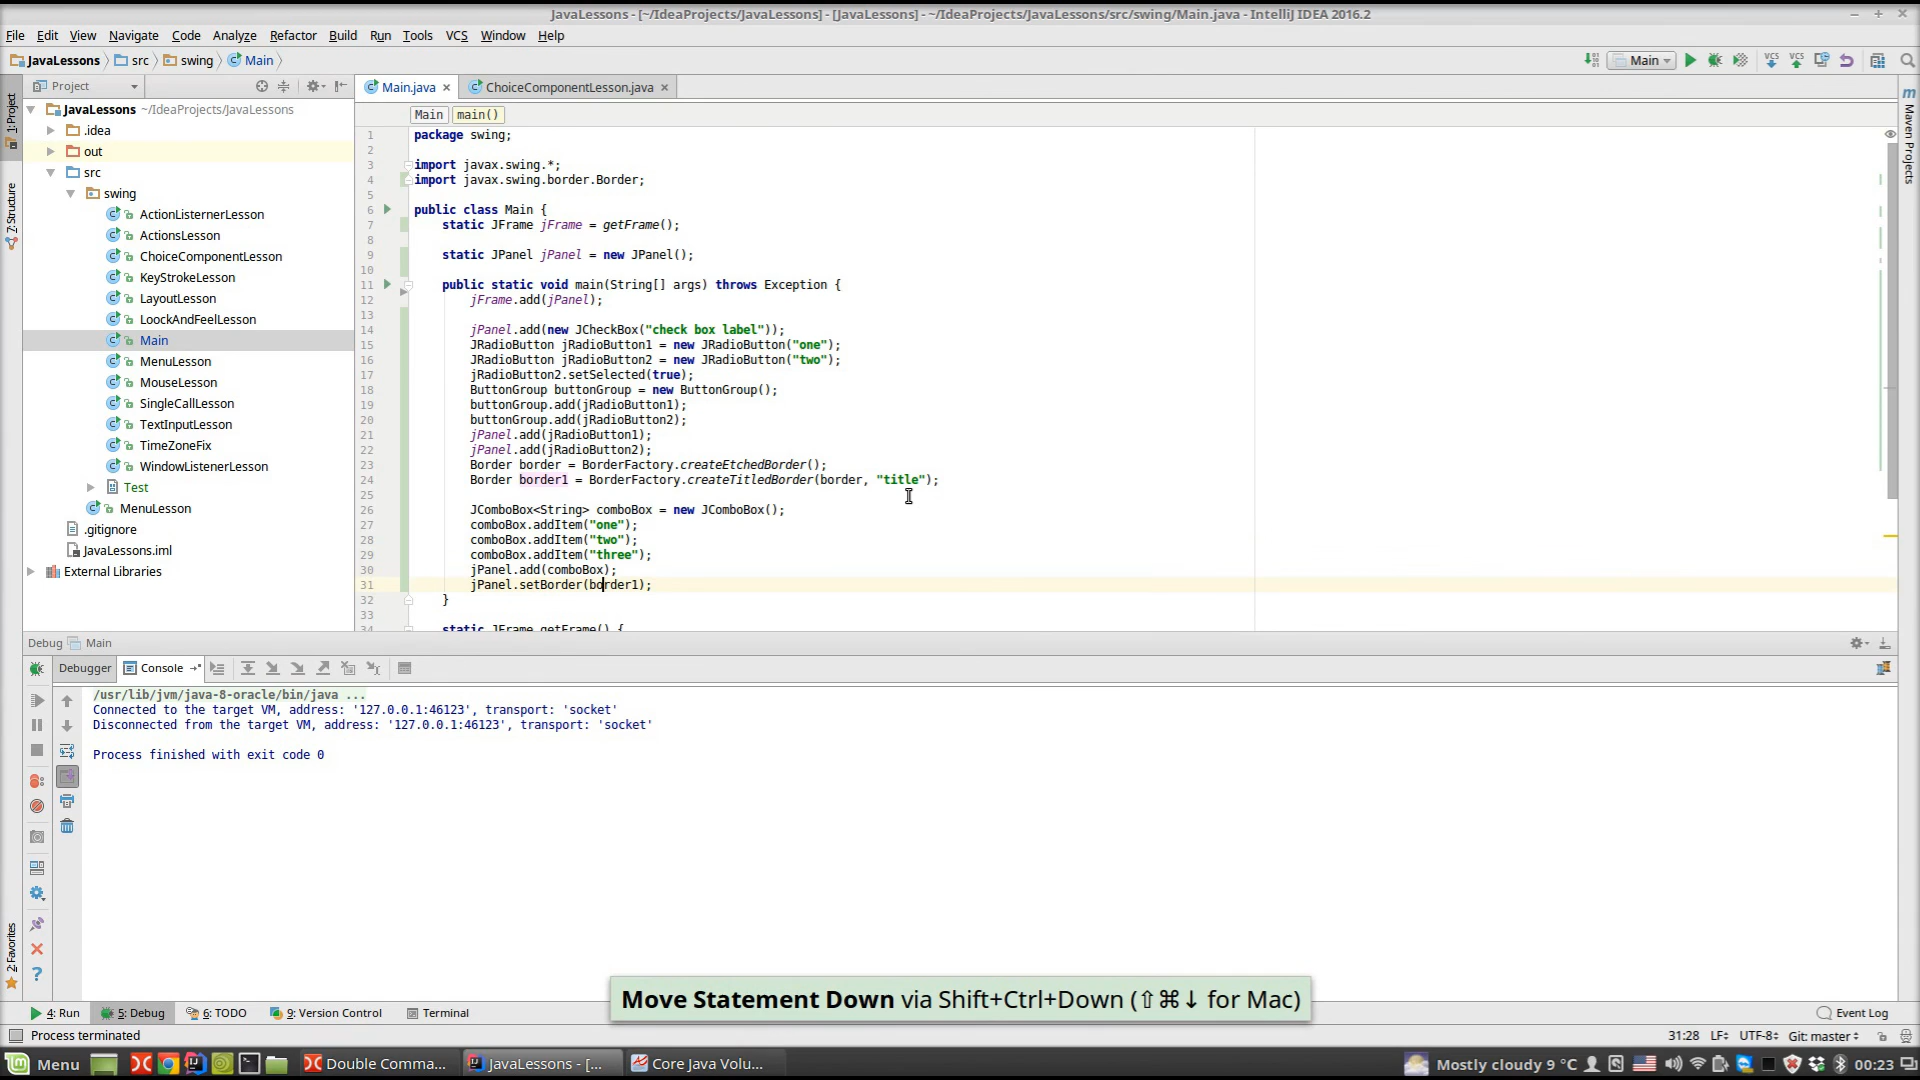 JavaLessons - [~/IdeaProjects/JavaLessons] - [JavaLessons] - ~/IdeaProjects/JavaLessons/src/swing/Main.java - IntelliJ IDEA 2016.2
File Edit View Navigate Code Analyze Refactor Build Run Tools VCS Window Help
JavaLessons src swing Main
Main
Project
Main.java ChoiceComponentLesson.java
Main main()
1: Project
7: Structure
2: Favorites
Maven Projects
JavaLessons ~/IdeaProjects/JavaLessons
.idea
out
src
swing
ActionListernerLesson
ActionsLesson
ChoiceComponentLesson
KeyStrokeLesson
LayoutLesson
LoockAndFeelLesson
Main
MenuLesson
MouseLesson
SingleCallLesson
TextInputLesson
TimeZoneFix
WindowListenerLesson
Test
MenuLesson
.gitignore
JavaLessons.iml
External Libraries
1 package swing;
2
3 import javax.swing.*;
4 import javax.swing.border.Border;
5
6 public class Main {
7 static JFrame jFrame = getFrame();
8
9 static JPanel jPanel = new JPanel();
10
11 public static void main(String[] args) throws Exception {
12 jFrame.add(jPanel);
13
14 jPanel.add(new JCheckBox("check box label"));
15 JRadioButton jRadioButton1 = new JRadioButton("one");
16 JRadioButton jRadioButton2 = new JRadioButton("two");
17 jRadioButton2.setSelected(true);
18 ButtonGroup buttonGroup = new ButtonGroup();
19 buttonGroup.add(jRadioButton1);
20 buttonGroup.add(jRadioButton2);
21 jPanel.add(jRadioButton1);
22 jPanel.add(jRadioButton2);
23 Border border = BorderFactory.createEtchedBorder();
24 Border border1 = BorderFactory.createTitledBorder(border, "title");
25
26 JComboBox<String> comboBox = new JComboBox();
27 comboBox.addItem("one");
28 comboBox.addItem("two");
29 comboBox.addItem("three");
30 jPanel.add(comboBox);
31 jPanel.setBorder(border1);
32 }
33
34 static JFrame getFrame() {
Debug Main
Debugger Console
/usr/lib/jvm/java-8-oracle/bin/java ...
Connected to the target VM, address: '127.0.0.1:46123', transport: 'socket'
Disconnected from the target VM, address: '127.0.0.1:46123', transport: 'socket'
Process finished with exit code 0
Move Statement Down via Shift+Ctrl+Down (⇧⌘↓ for Mac)
4: Run 5: Debug 6: TODO 9: Version Control Terminal Event Log
Process terminated 31:28 LF÷ UTF-8÷ Git: master÷
Menu Double Comma... JavaLessons - [... Core Java Volu... Mostly cloudy 9 °C 00:23